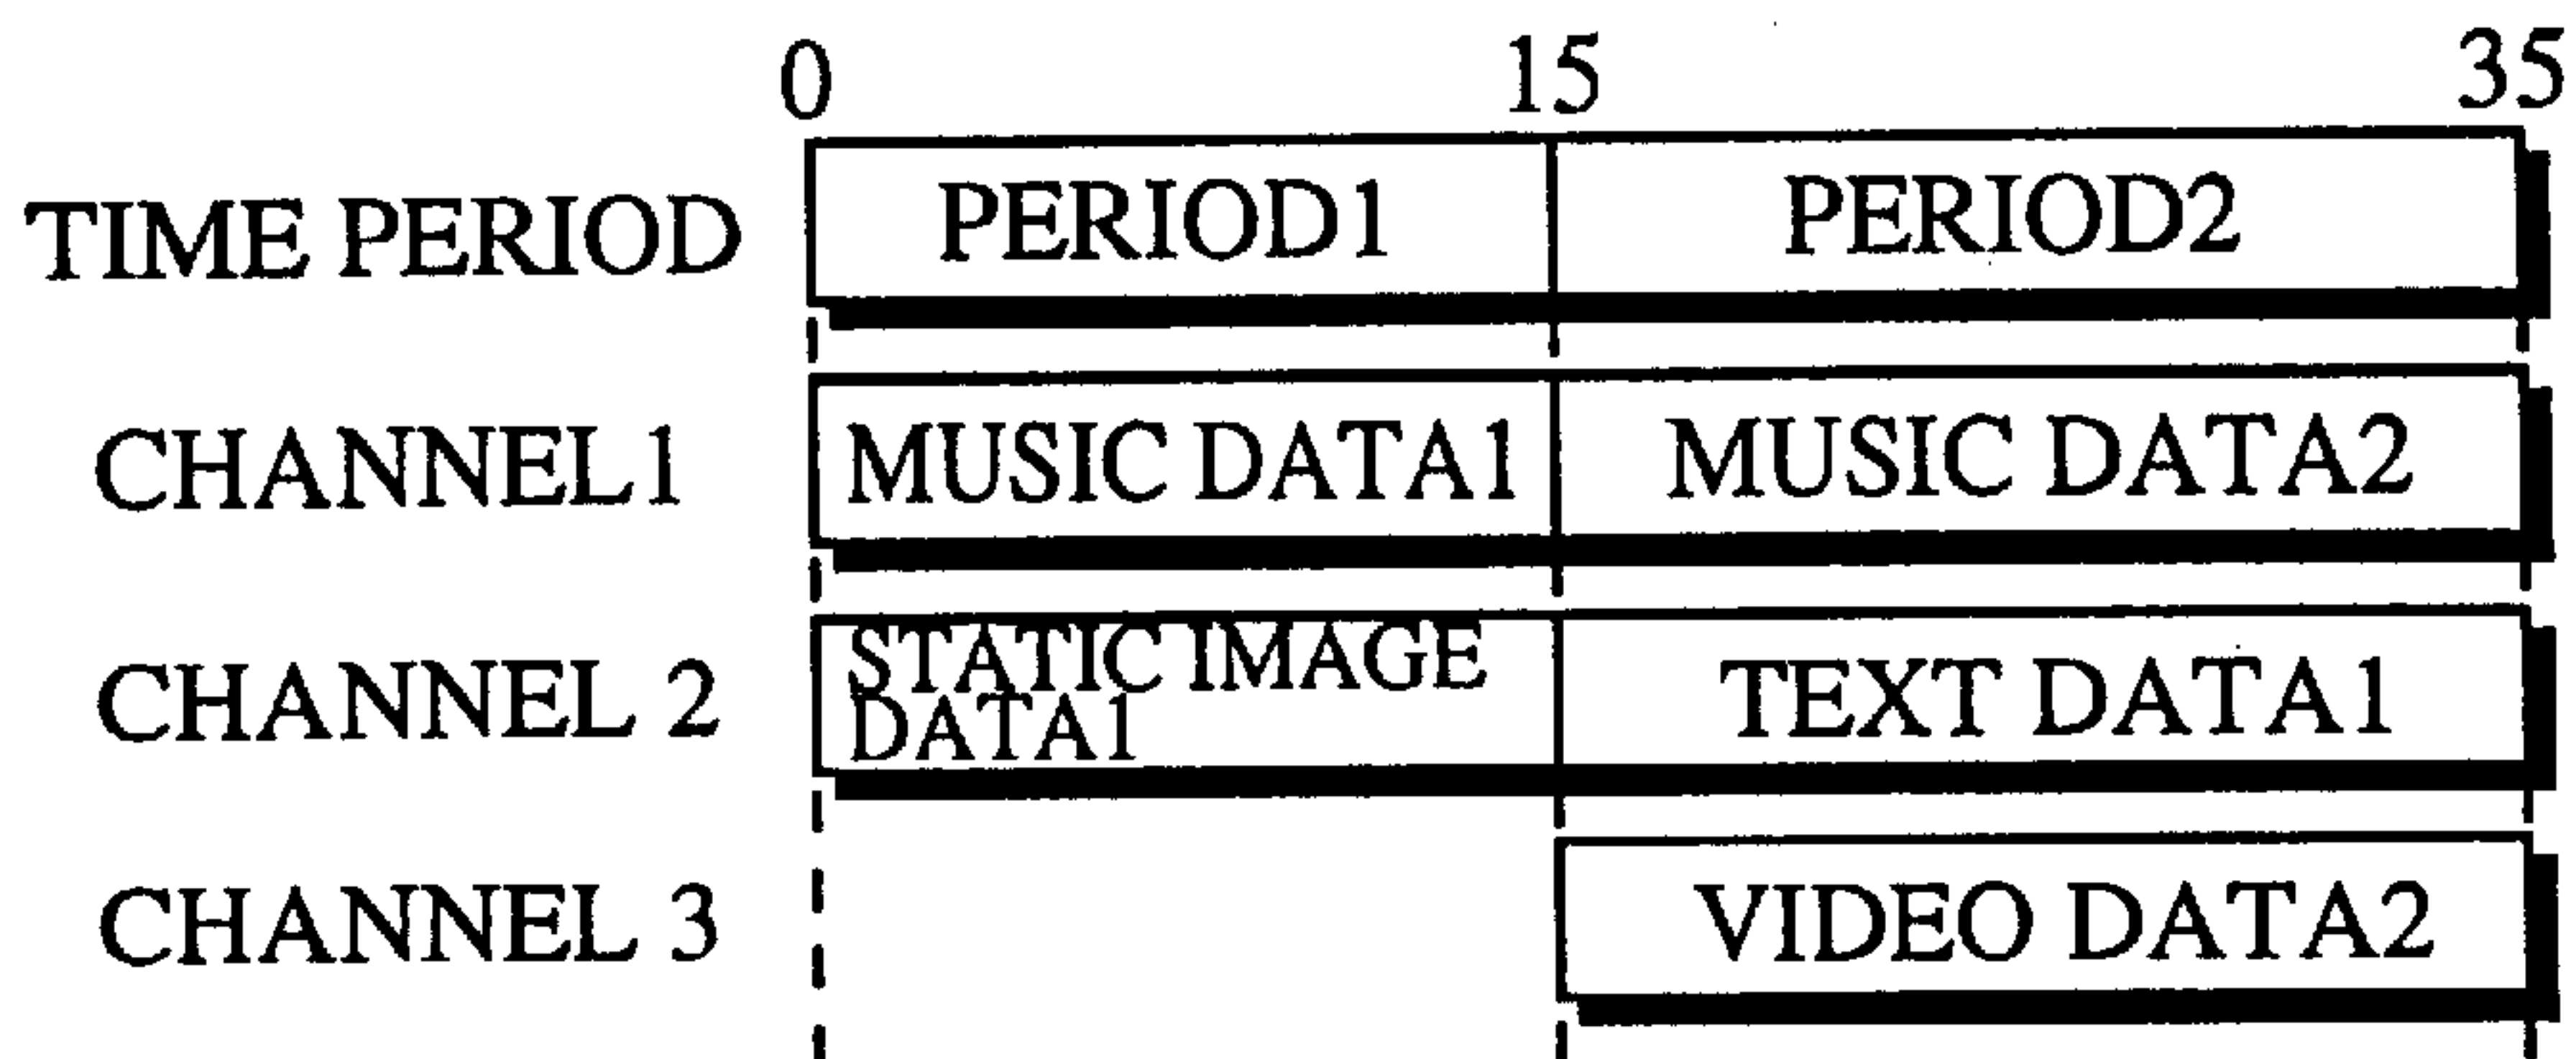 0 15 35
TIME PERIOD PERIOD1 PERIOD2
CHANNEL1 MUSIC DATA1 MUSIC DATA2
CHANNEL 2 STATIC IMAGE DATA1 TEXT DATA1
CHANNEL 3 VIDEO DATA2